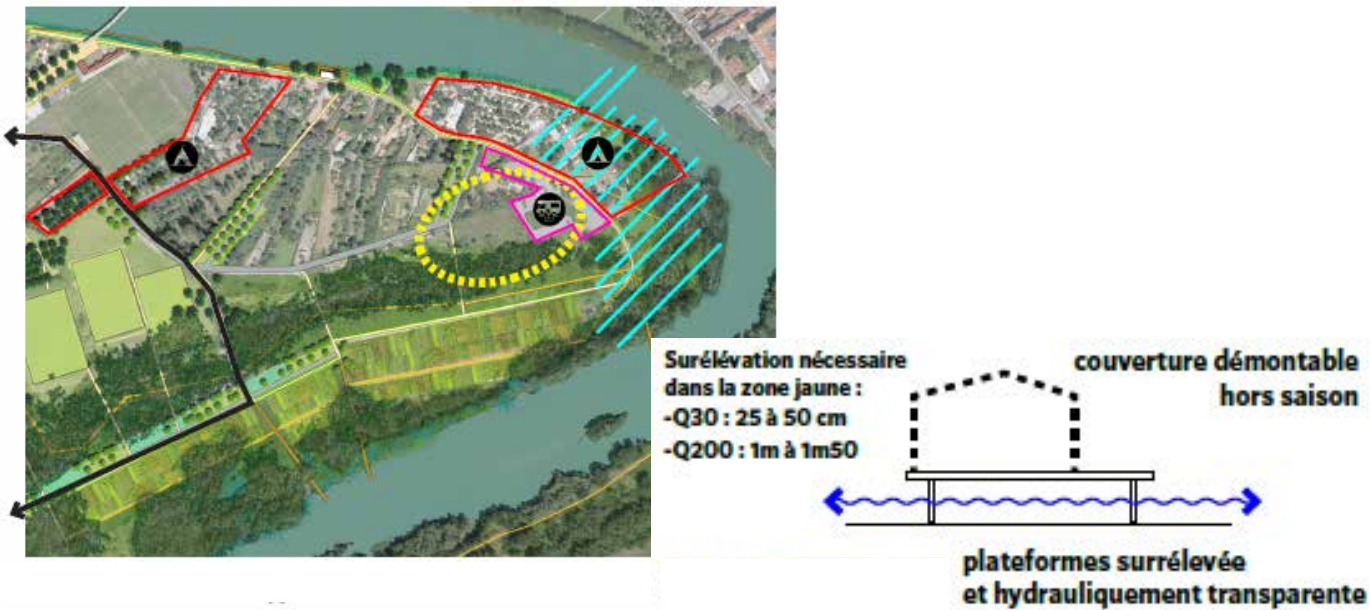 Surélévation nécessaire
dans la zone jaune :
-Q30 : 25 à 50 cm
-Q200 : 1m à 1m50
couverture démontable
hors saison
plateformes surrélevée
et hydrauliquement transparente